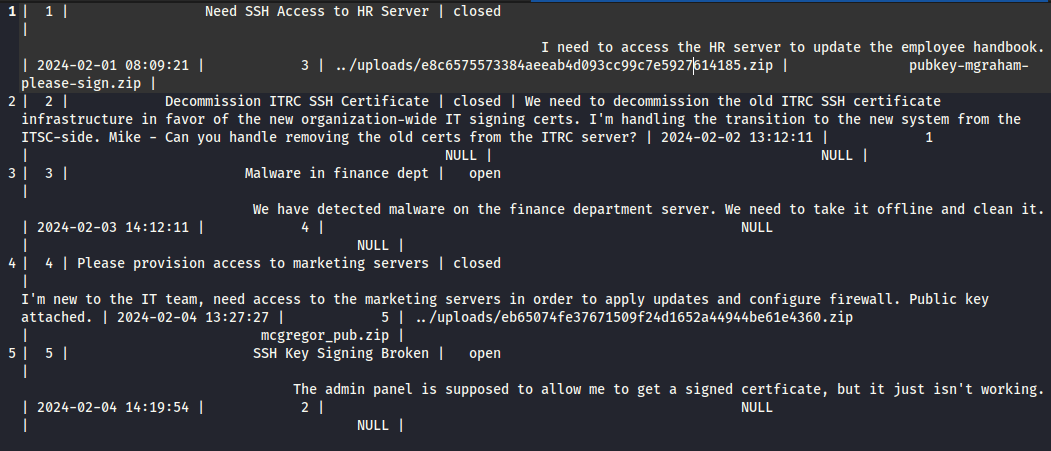 1| 1 | Need SSH Access to HR Server | closed
|
I need to access the HR server to update the employee handbook.
| 2024-02-01 08:09:21 | 3 | ../uploads/e8c6575573384aeeab4d093cc99c7e5927614185.zip | pubkey-mgraham-
please-sign.zip |
2| 2 | Decommission ITRC SSH Certificate | closed | We need to decommission the old ITRC SSH certificate
infrastructure in favor of the new organization-wide IT signing certs. I'm handling the transition to the new system from the
ITSC-side. Mike - Can you handle removing the old certs from the ITRC server? | 2024-02-02 13:12:11 | 1
| NULL | NULL |
3| 3 | Malware in finance dept | open
|
We have detected malware on the finance department server. We need to take it offline and clean it.
| 2024-02-03 14:12:11 | 4 | NULL
| NULL |
4| 4 | Please provision access to marketing servers | closed
|
I'm new to the IT team, need access to the marketing servers in order to apply updates and configure firewall. Public key
attached. | 2024-02-04 13:27:27 | 5 | ../uploads/eb65074fe37671509f24d1652a44944be61e4360.zip
| mcgregor_pub.zip |
5| 5 | SSH Key Signing Broken | open
|
The admin panel is supposed to allow me to get a signed certficate, but it just isn't working.
| 2024-02-04 14:19:54 | 2 | NULL
| NULL |